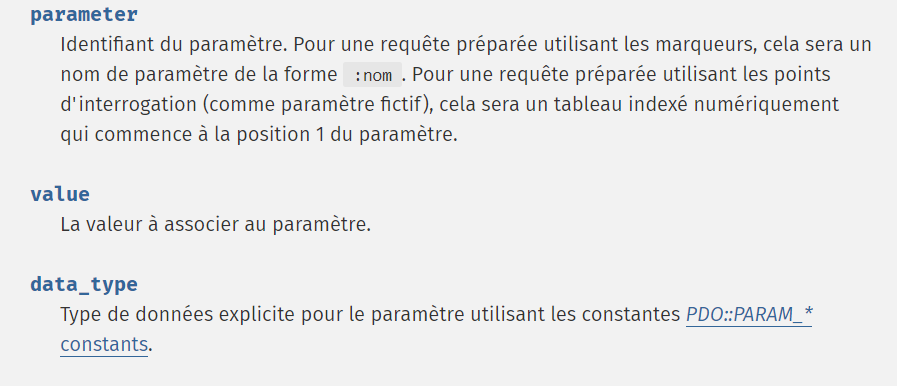 parameter
Identifiant du paramètre. Pour une requête préparée utilisant les marqueurs, cela sera un
nom de paramètre de la forme :nom. Pour une requête préparée utilisant les points
d'interrogation (comme paramètre fictif), cela sera un tableau indexé numériquement
qui commence à la position 1 du paramètre.
value
La valeur à associer au paramètre.
data_type
Type de données explicite pour le paramètre utilisant les constantes PDO::PARAM_*
constants.